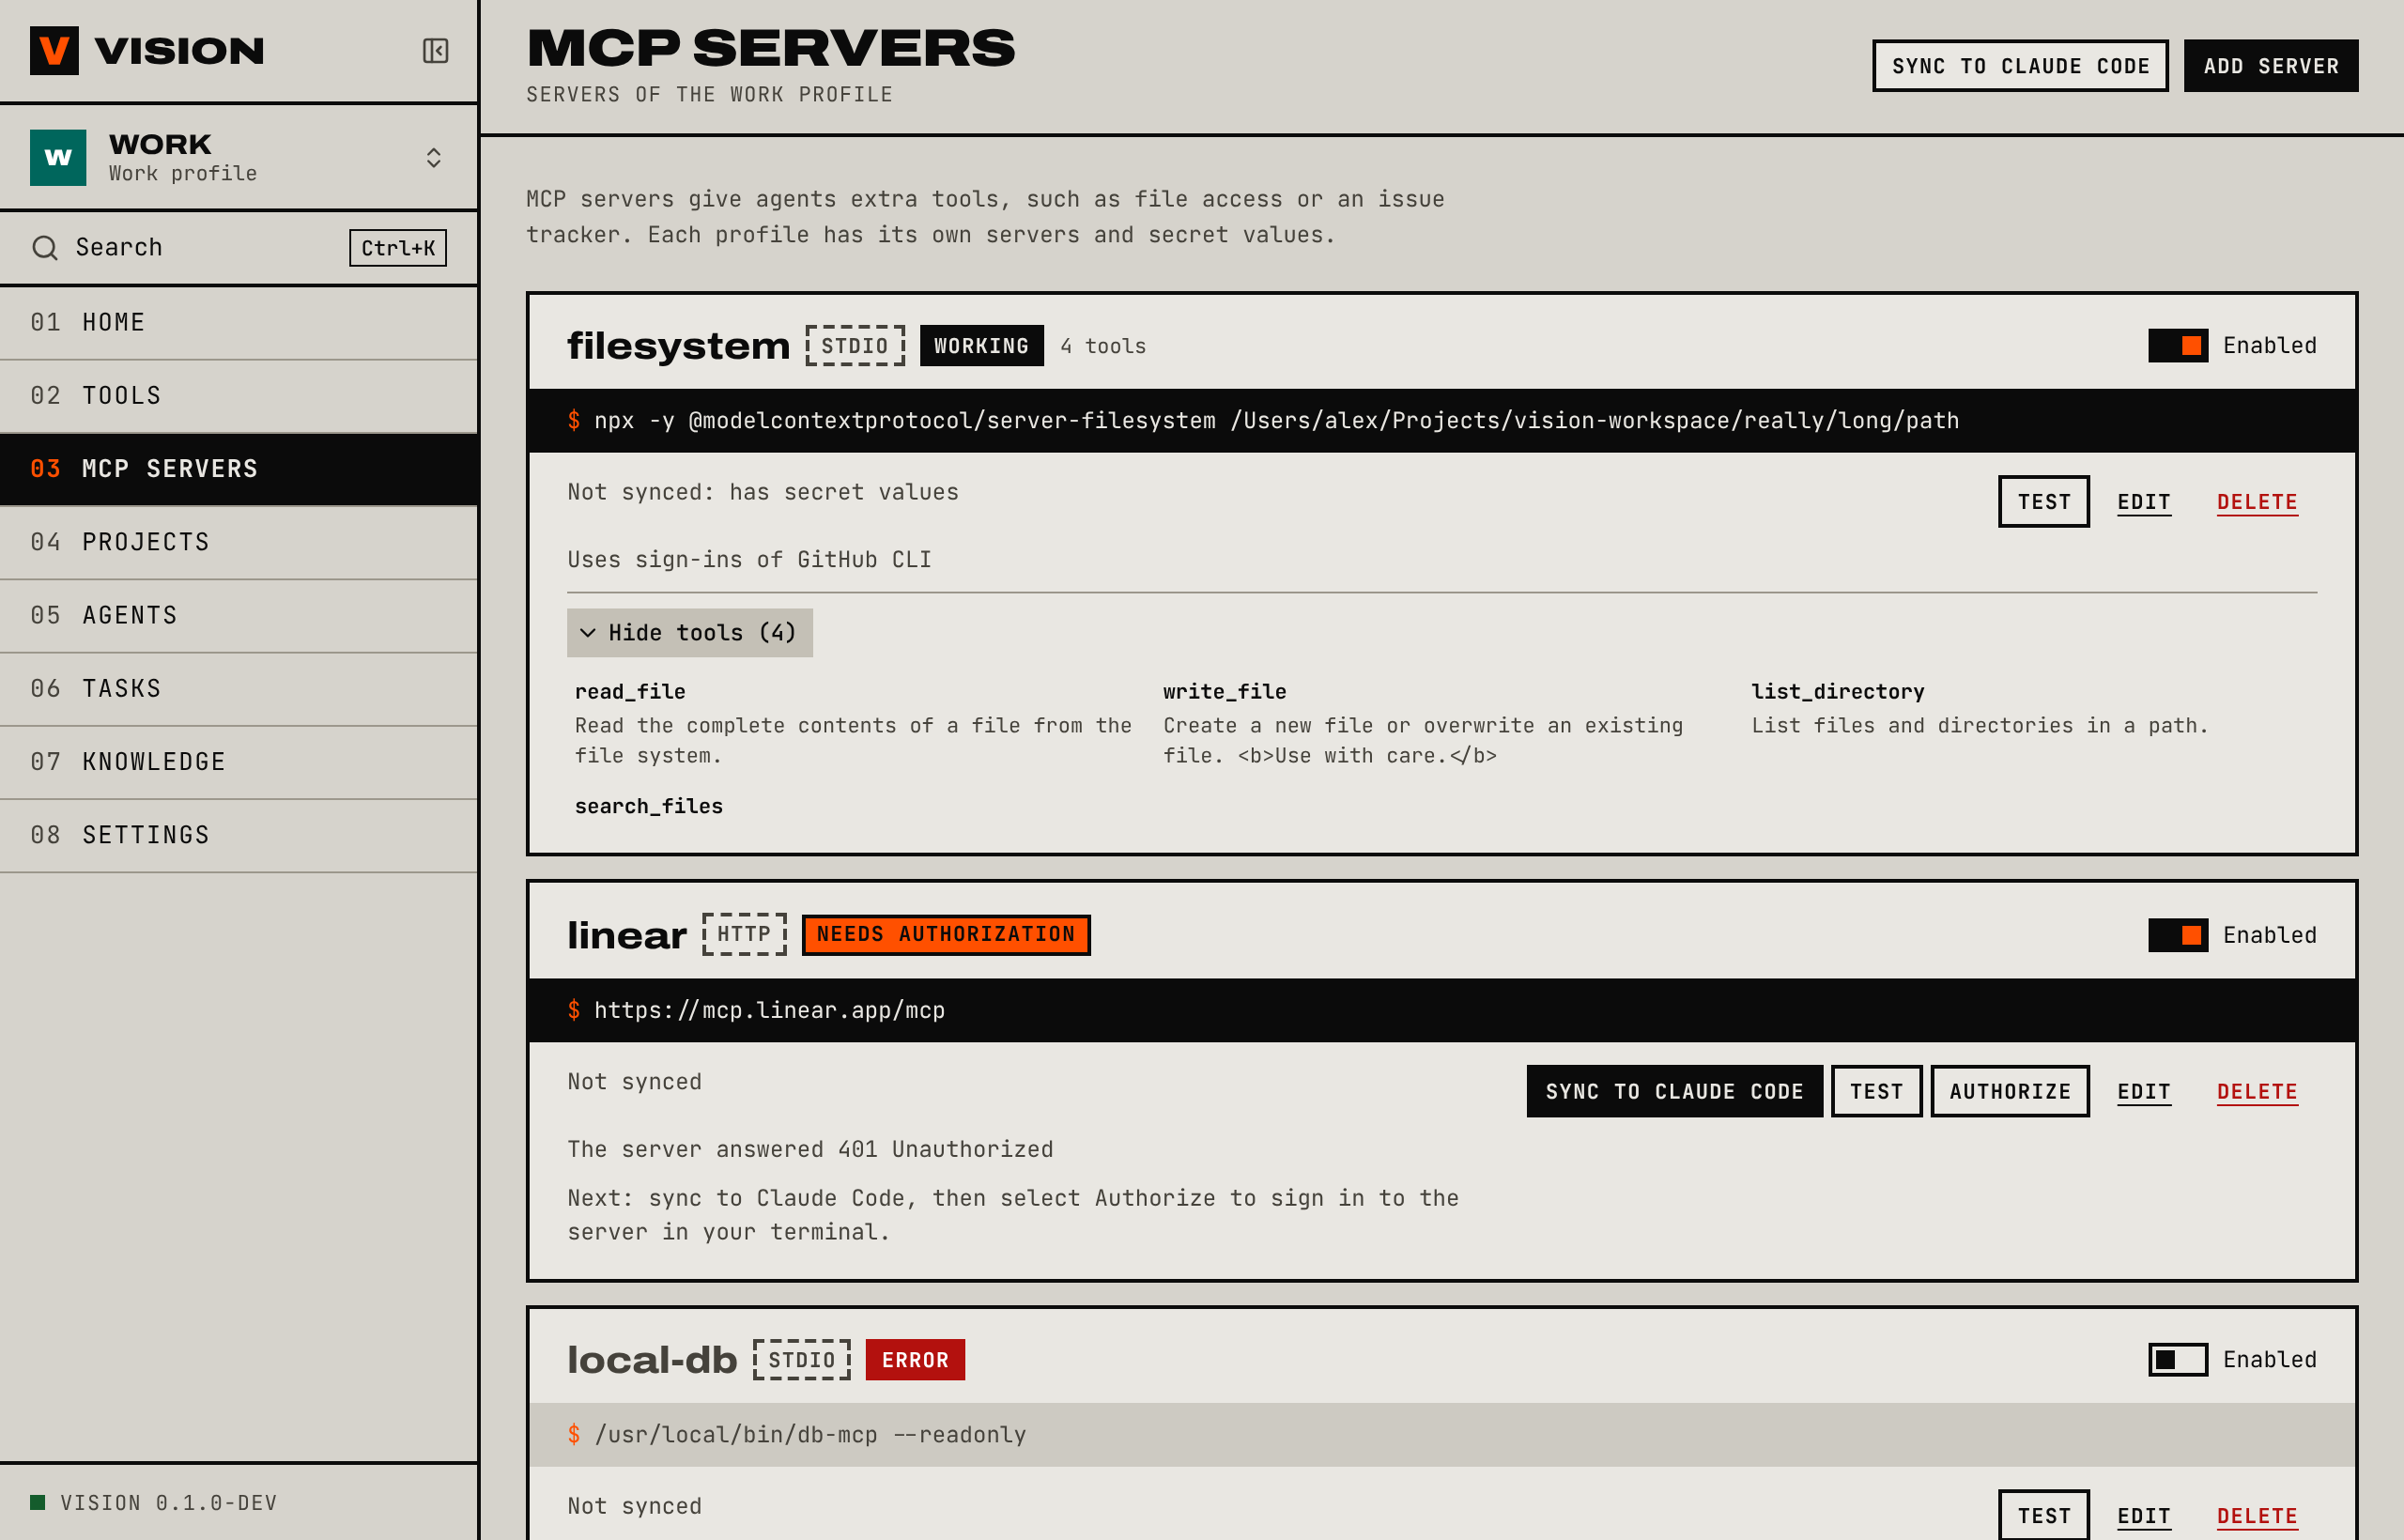 V VISION
W WORK
Work profile
Search Ctrl+K
01 HOME
02 TOOLS
03 MCP SERVERS
04 PROJECTS
05 AGENTS
06 TASKS
07 KNOWLEDGE
08 SETTINGS
VISION 0.1.0-DEV
MCP SERVERS
SERVERS OF THE WORK PROFILE
SYNC TO CLAUDE CODE ADD SERVER
MCP servers give agents extra tools, such as file access or an issue
tracker. Each profile has its own servers and secret values.
filesystem STDIO WORKING 4 tools Enabled
$ npx -y @modelcontextprotocol/server-filesystem /Users/alex/Projects/vision-workspace/really/long/path
Not synced: has secret values TEST EDIT DELETE
Uses sign-ins of GitHub CLI
Hide tools (4)
read_file
Read the complete contents of a file from the
file system.
write_file
Create a new file or overwrite an existing
file. <b>Use with care.</b>
list_directory
List files and directories in a path.
search_files
linear HTTP NEEDS AUTHORIZATION Enabled
$ https://mcp.linear.app/mcp
Not synced SYNC TO CLAUDE CODE TEST AUTHORIZE EDIT DELETE
The server answered 401 Unauthorized
Next: sync to Claude Code, then select Authorize to sign in to the
server in your terminal.
local-db STDIO ERROR Enabled
$ /usr/local/bin/db-mcp --readonly
Not synced TEST EDIT DELETE